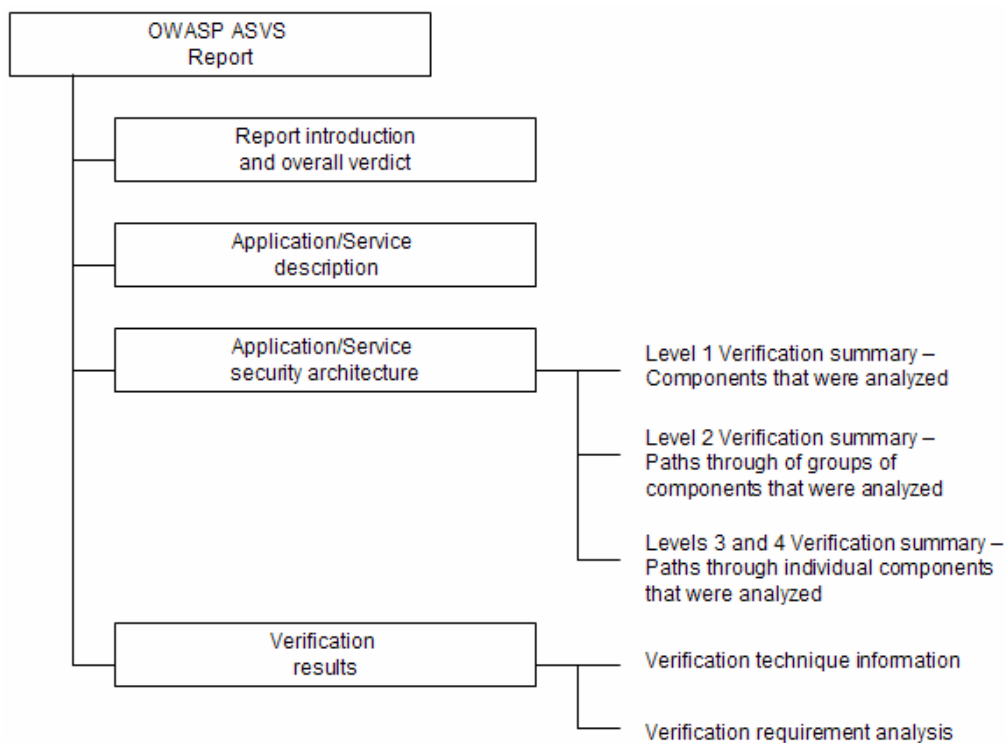 OWASP ASVS
Report
Report introduction
and overall verdict
Application/Service
description
Application/Service
security architecture
Level 1 Verification summary –
Components that were analyzed
Level 2 Verification summary –
Paths through of groups of
components that were analyzed
Levels 3 and 4 Verification summary –
Paths through individual components
that were analyzed
Verification
results
Verification technique information
Verification requirement analysis